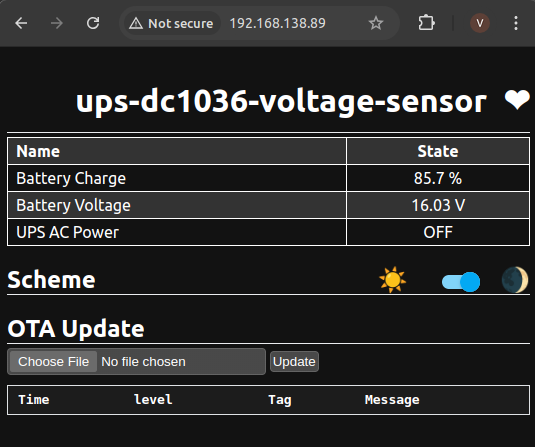 Not secure 192.168.138.89 V
ups-dc1036-voltage-sensor ❤
Name State
Battery Charge 85.7 %
Battery Voltage 16.03 V
UPS AC Power OFF
Scheme
OTA Update
Choose File No file chosen Update
Time level Tag Message